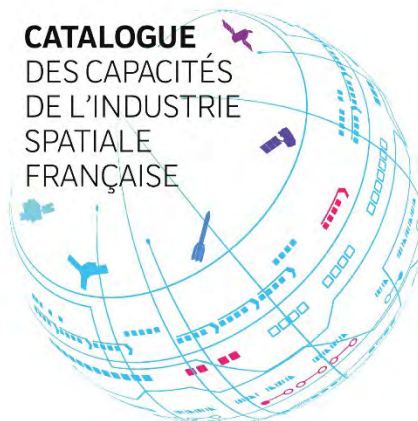 CATALOGUE
DES CAPACITÉS
DE L'INDUSTRIE
SPATIALE
FRANÇAISE